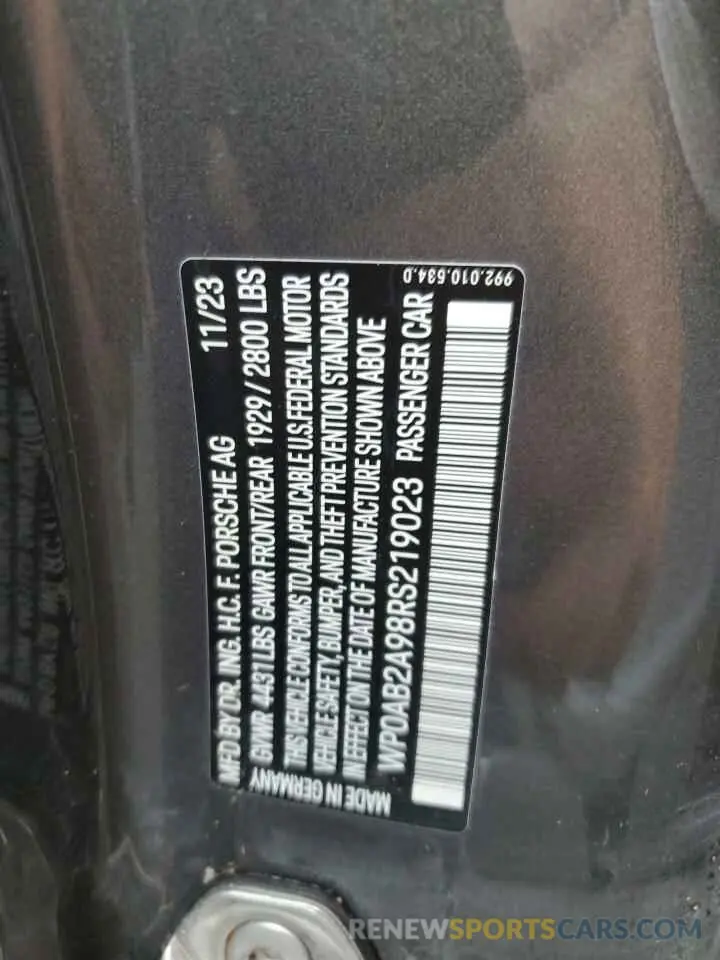 MFD BY DR. ING. H.C. F. PORSCHE AG 11/23
GVWR 4431 LBS GAWR FRONT/REAR 1929 / 2800 LBS
THIS VEHICLE CONFORMS TO ALL APPLICABLE U.S. FEDERAL MOTOR
VEHICLE SAFETY, BUMPER, AND THEFT PREVENTION STANDARDS
IN EFFECT ON THE DATE OF MANUFACTURE SHOWN ABOVE
WP0AB2A98RS219023 PASSENGER CAR
MADE IN GERMANY
992.010.534.0
RENEWSPORTSCARS.COM